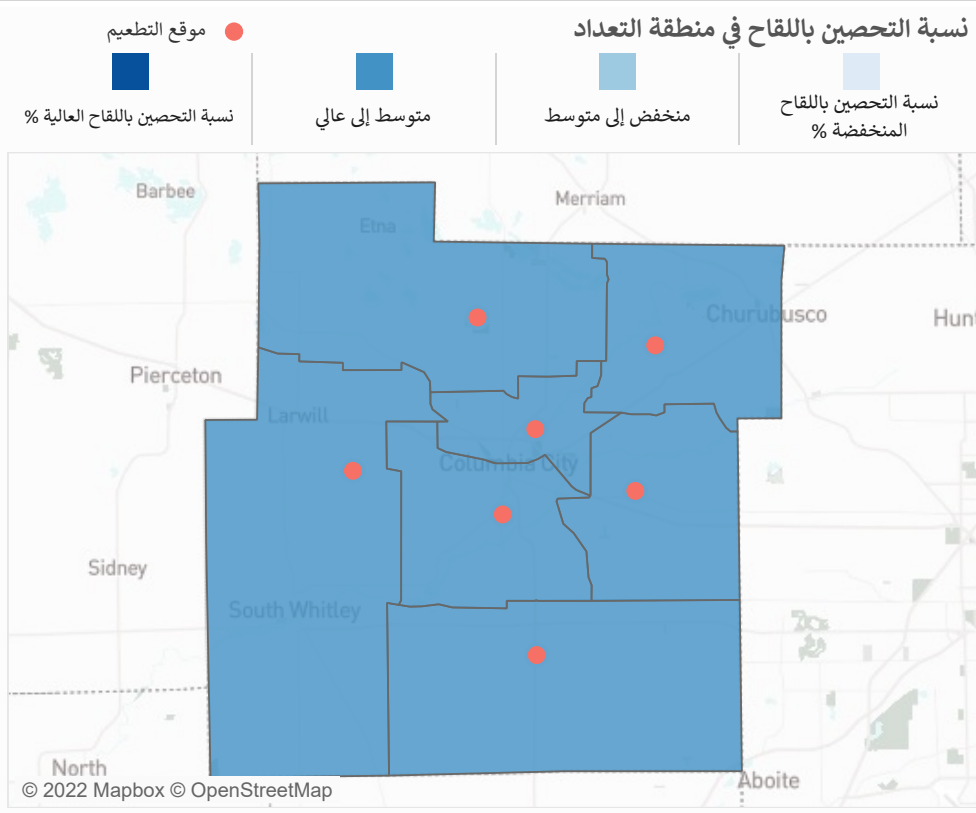 نسبة التحصين باللقاح في منطقة التعداد
موقع التطعيم
نسبة التحصين باللقاح
المنخفضة %
منخفض إلى متوسط
متوسط إلى عالي
نسبة التحصين باللقاح العالية %
Barbee
Merriam
Etna
Churubusco
Hunt
Pierceton
Larwill
Columbia City
Sidney
South Whitley
North
Aboite
© 2022 Mapbox © OpenStreetMap